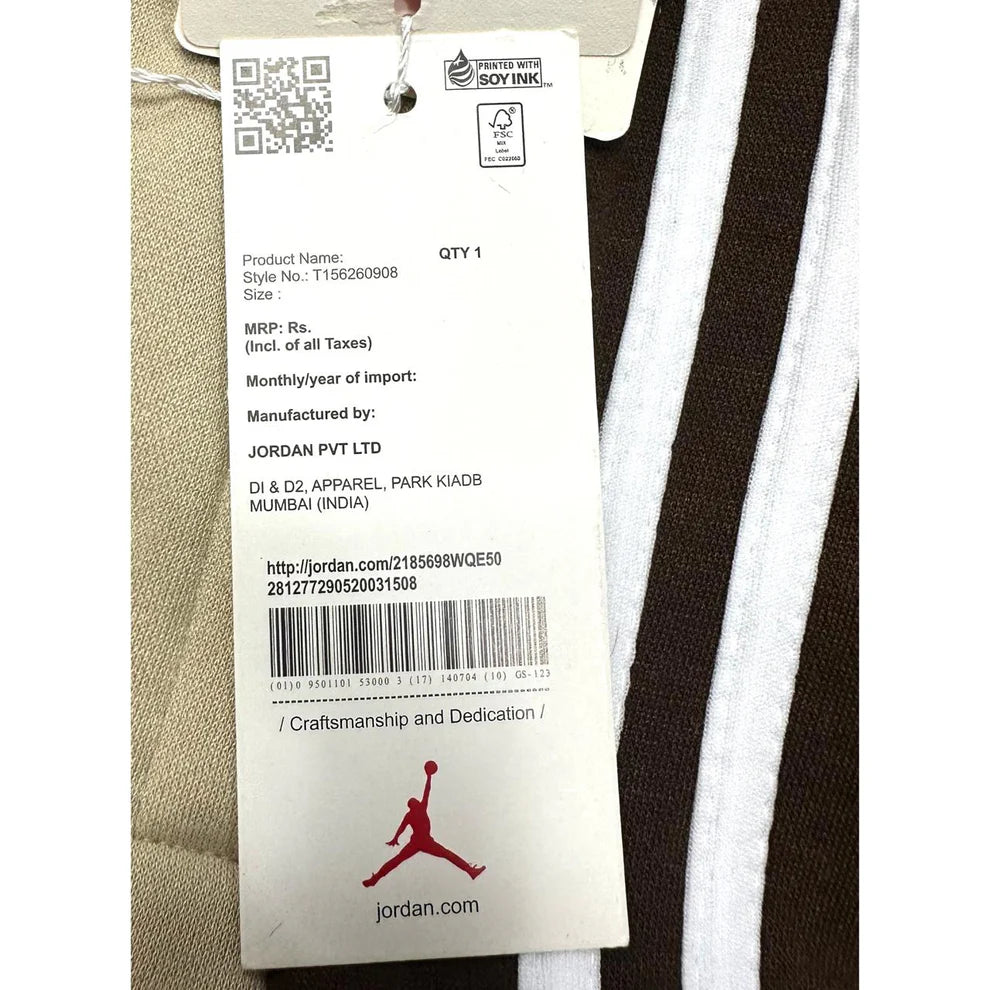 PRINTED WITH
SOY INK™
FSC
MIX
Label
Product Name:
QTY 1
Style No.: T156260908
Size :
MRP: Rs.
(Incl. of all Taxes)
Monthly/year of import:
Manufactured by:
JORDAN PVT LTD
DI & D2, APPAREL, PARK KIADB
MUMBAI (INDIA)
http://jordan.com/2185698WQE50
281277290520031508
(01)0 9501101 53000 3 (17) 140704 (10) GS-123
/ Craftsmanship and Dedication /
jordan.com